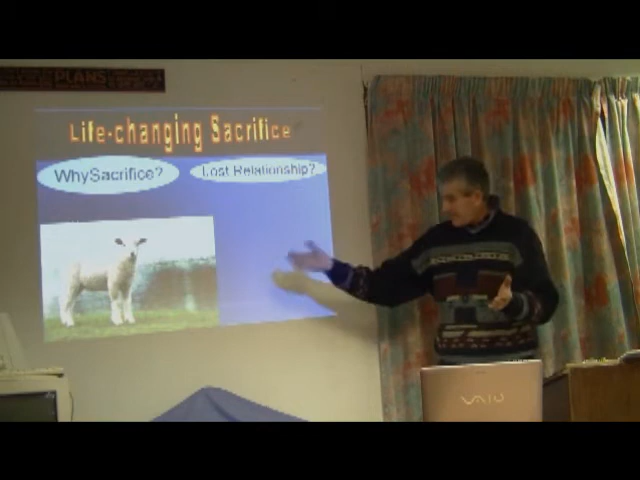 PLANS
Life-changing Sacrifice
WhySacrifice?
Lost Relationship?
VAIO